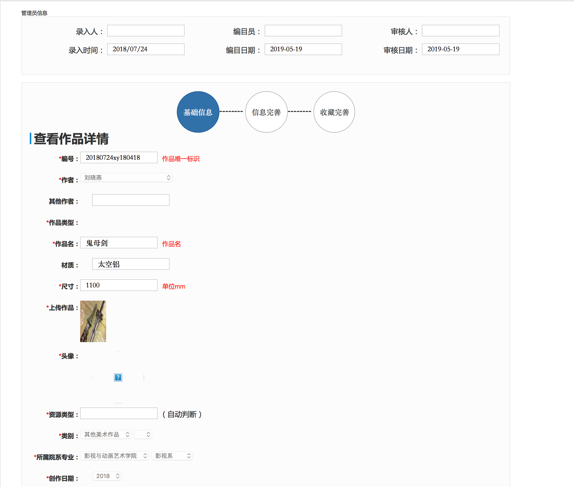 管理员信息
录入人： 编目员： 审核人：
录入时间： 2018/07/24 编目日期： 2019-05-19 审核日期： 2019-05-19
基础信息 信息完善 收藏完善
查看作品详情
*编号： 20180724xy180418 作品唯一标识
*作者： 刘晓燕
其他作者：
*作品类型：
*作品名： 鬼母剑 作品名
材质： 太空铝
*尺寸： 1100 单位mm
*上传作品：
*头像：
?
*资源类型： （ 自动判断 ）
*类别： 其他美术作品
*所属院系专业： 影视与动画艺术学院 影视系
*创作日期： 2018